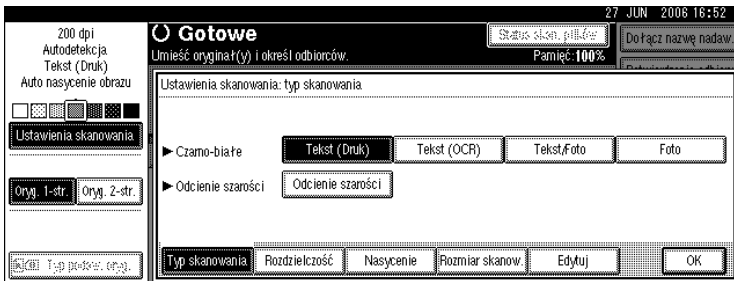 27 JUN 2006 16:52
200 dpi
Autodetekcja
Tekst (Druk)
Auto nasycenie obrazu
Ustawienia skanowania
Oryg. 1-str. Oryg. 2-str.
Typ podaw. oryg.
Gotowe
Umieść oryginał(y) i określ odbiorców.
Status skan. plików
Pamięć:100%
Dołącz nazwę nadaw.
Ustawienia skanowania: typ skanowania
Czarno-białe Tekst (Druk) Tekst (OCR) Tekst/Foto Foto
Odcienie szarości Odcienie szarości
Typ skanowania Rozdzielczość Nasycenie Rozmiar skanow. Edytuj OK